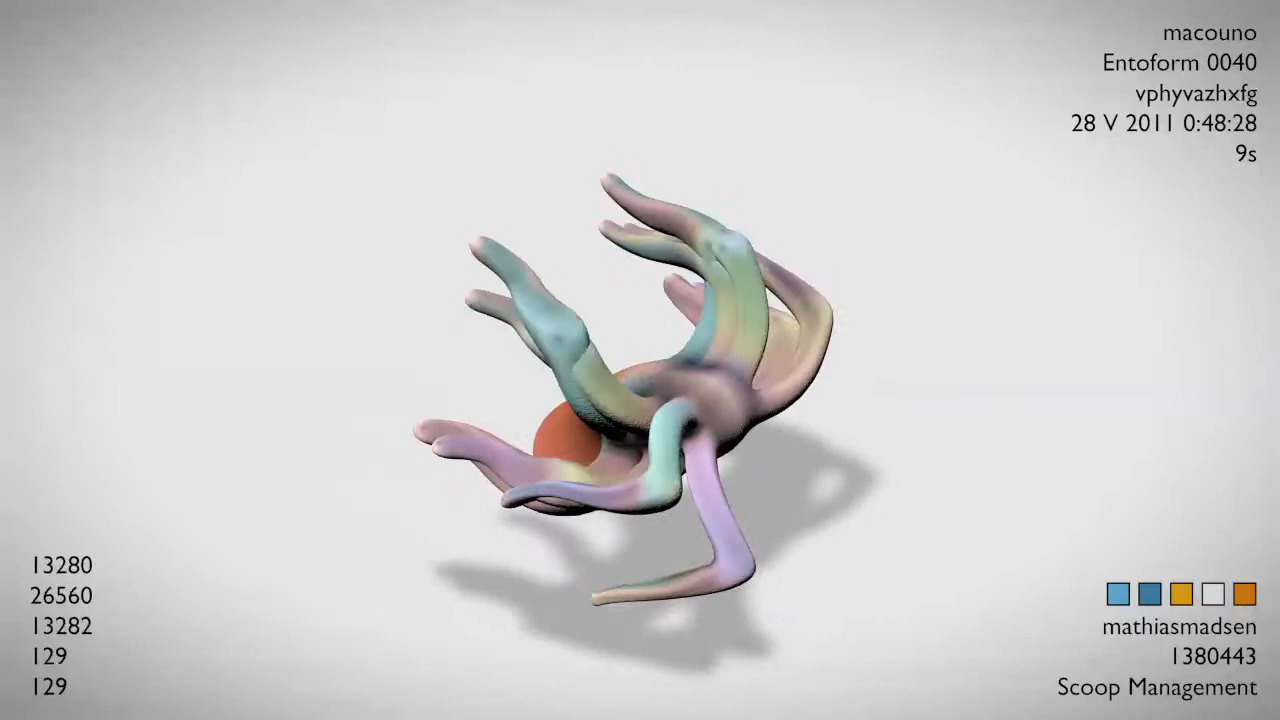 macouno
Entoform 0040
vphyvazhxfg
28 V 2011 0:48:28
9s
13280
26560
13282
129
129
mathiasmadsen
1380443
Scoop Management